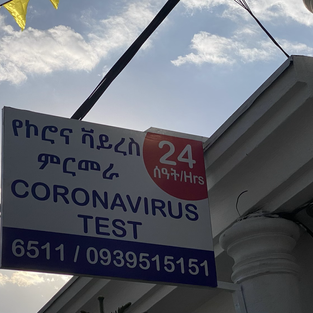 የኮሮና ቫይረስ
ምርመራ
24
ሰዓት/Hrs
CORONAVIRUS
TEST
6511 / 0939515151